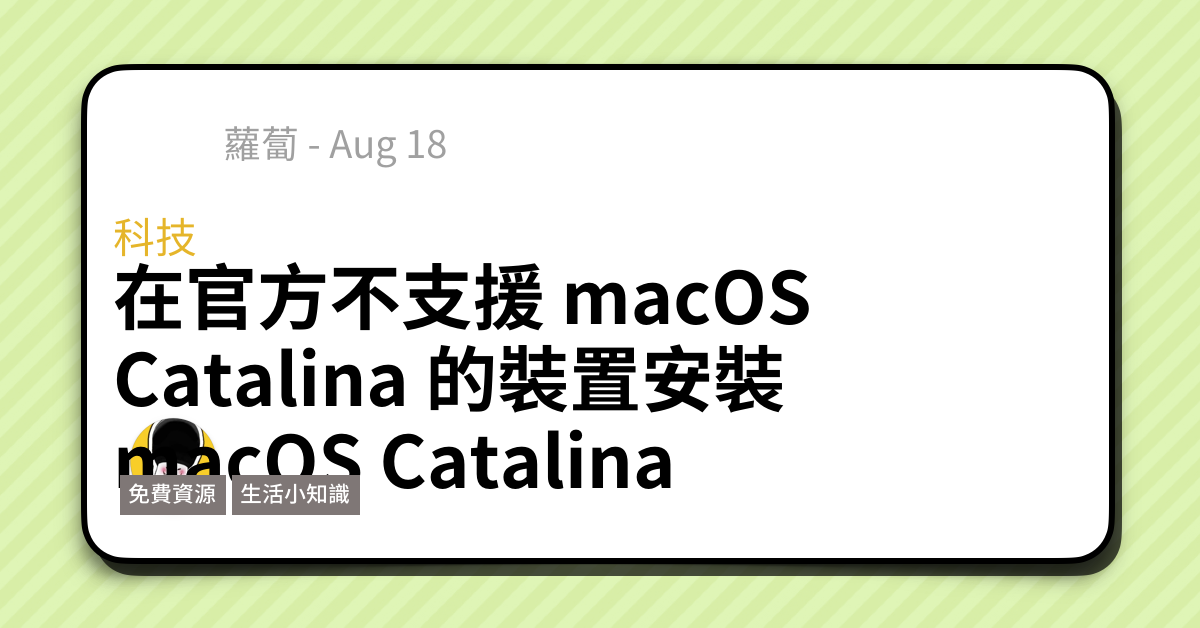 蘿蔔 - Aug 18
科技
在官方不支援 macOS
Catalina 的裝置安裝
macOS Catalina
免費資源 生活小知識